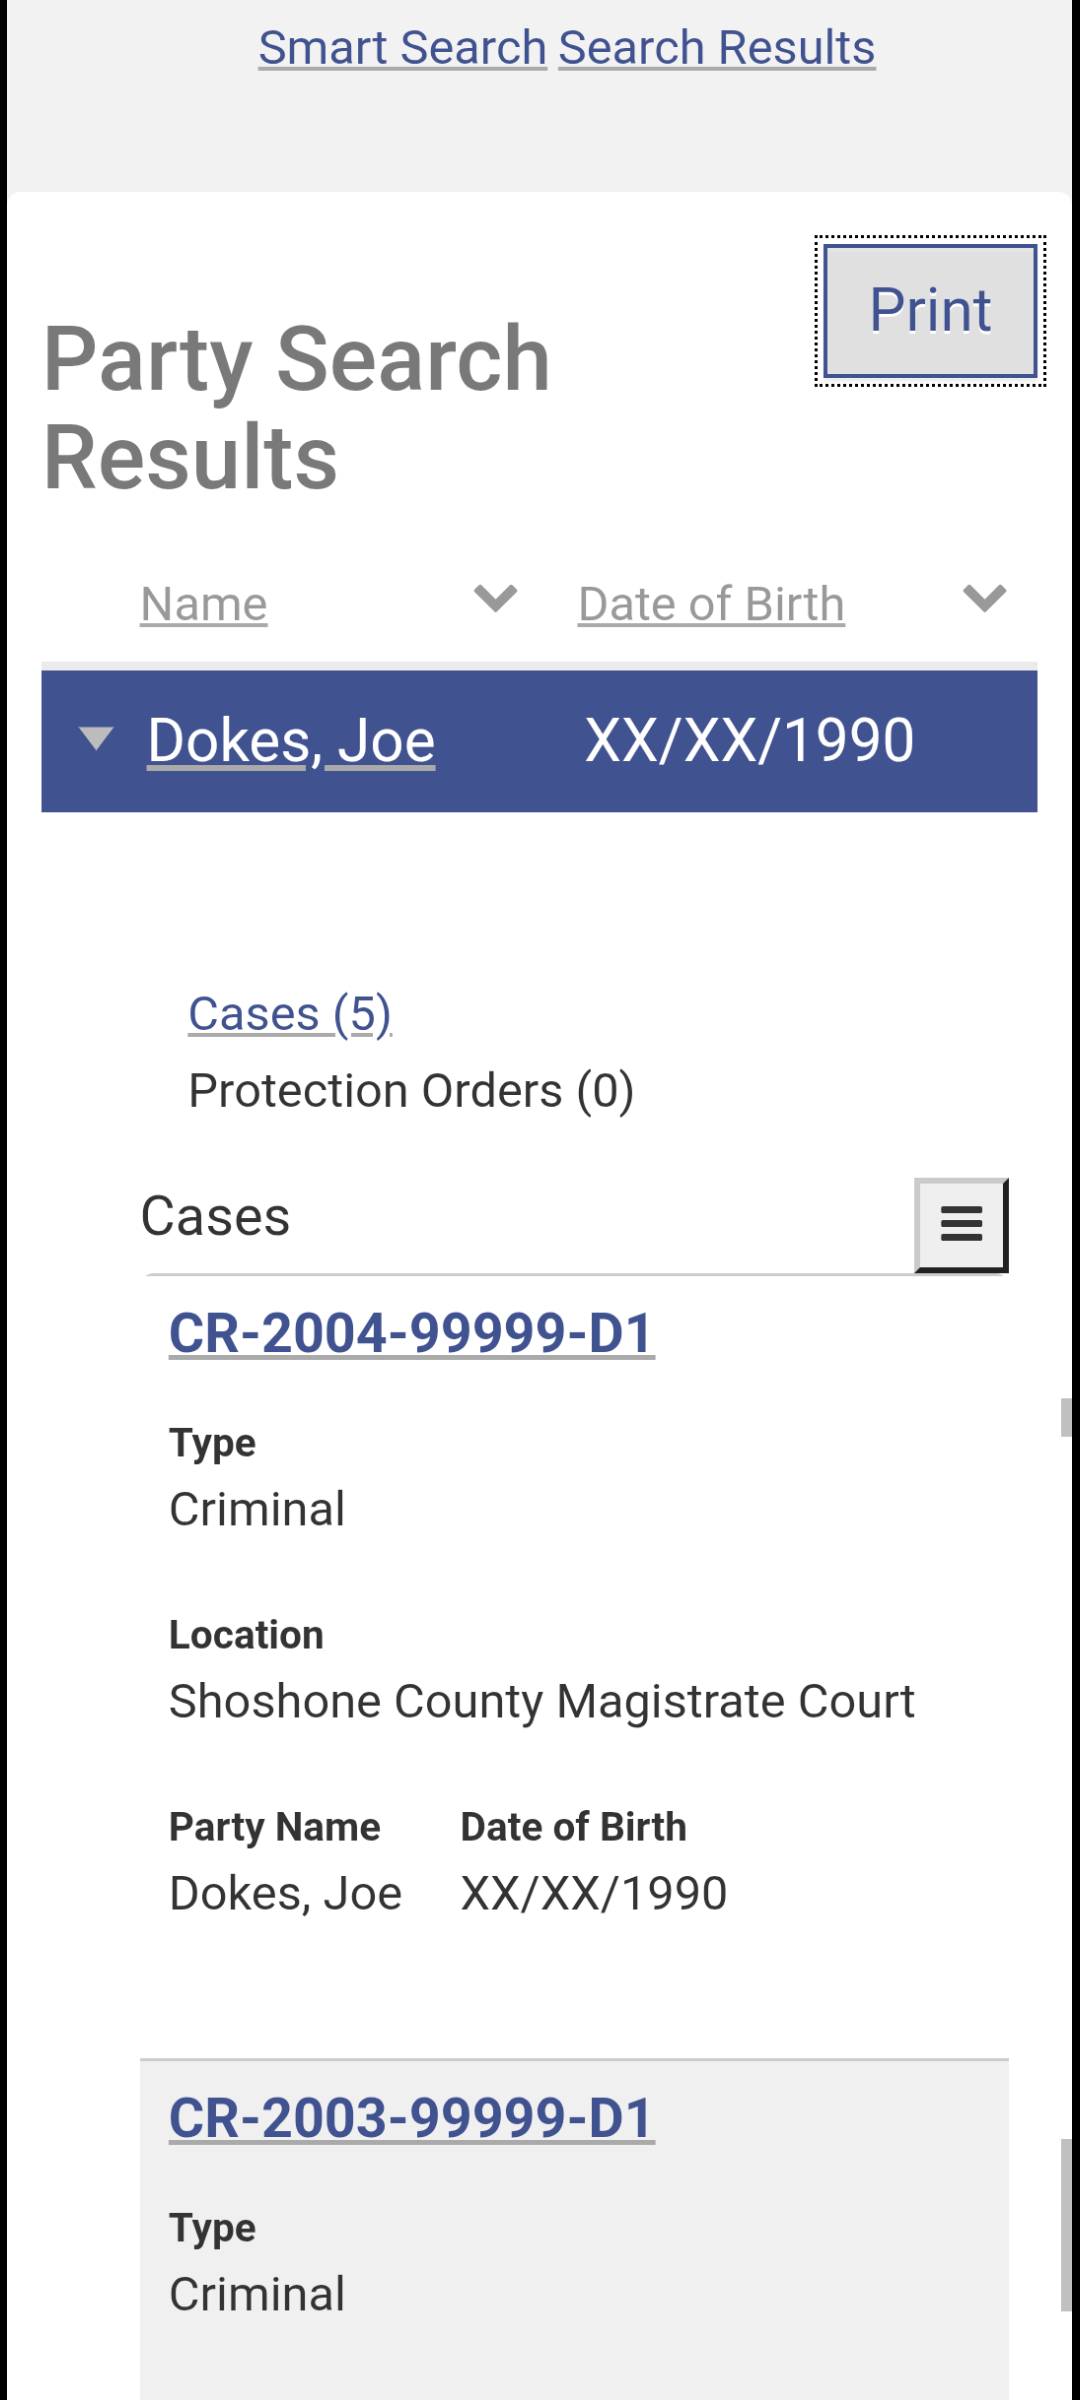 Smart Search Search Results
Print
Party Search
Results
Name Date of Birth
Dokes, Joe XX/XX/1990
Cases (5)
Protection Orders (0)
Cases
CR-2004-99999-D1
Type
Criminal
Location
Shoshone County Magistrate Court
Party Name Date of Birth
Dokes, Joe XX/XX/1990
CR-2003-99999-D1
Type
Criminal